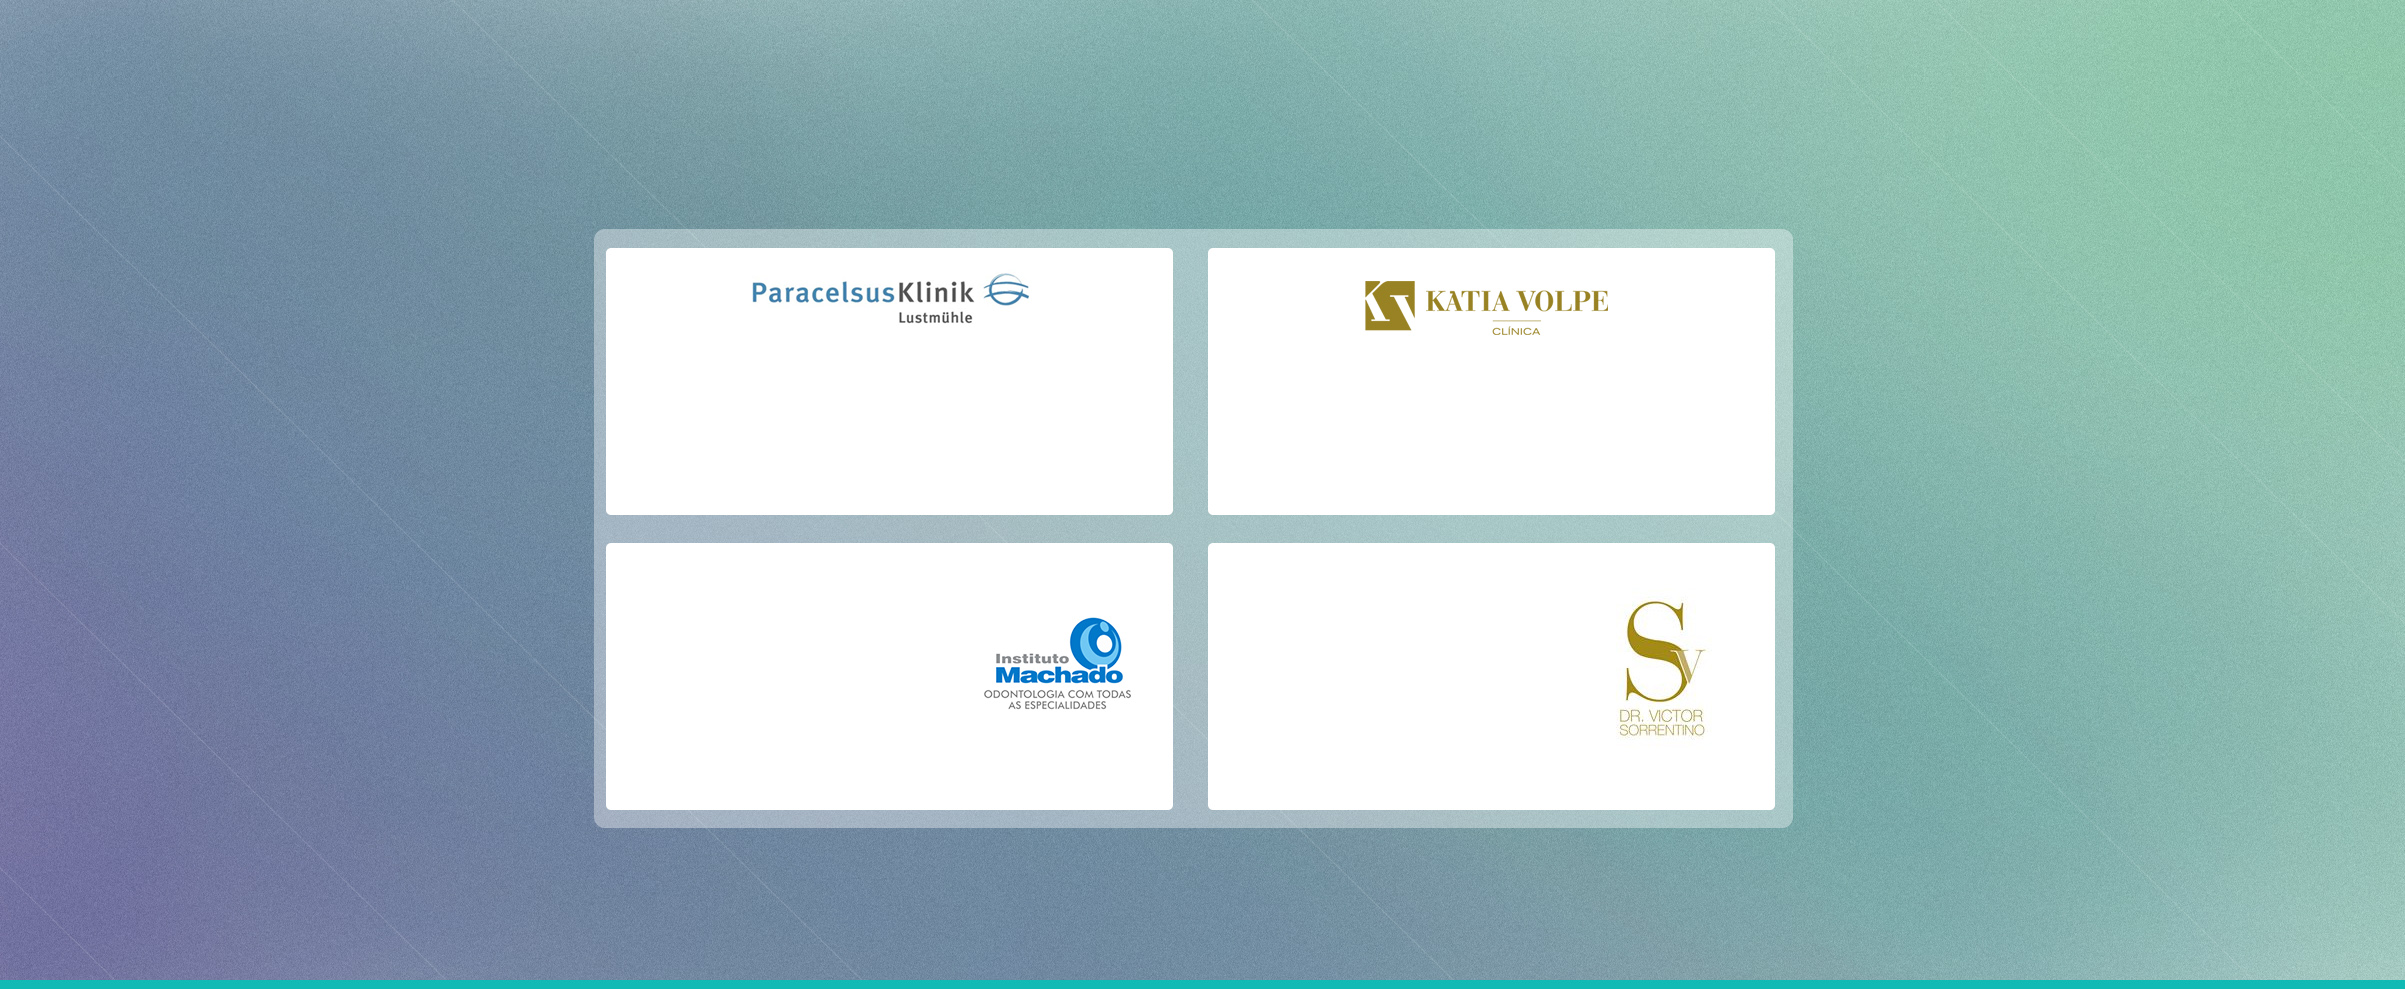 ParacelsusKlinik
Lustmühle
KATIA VOLPE
CLÍNICA
Instituto
Machado
ODONTOLOGIA COM TODAS
AS ESPECIALIDADES
SV
DR. VICTOR
SORRENTINO